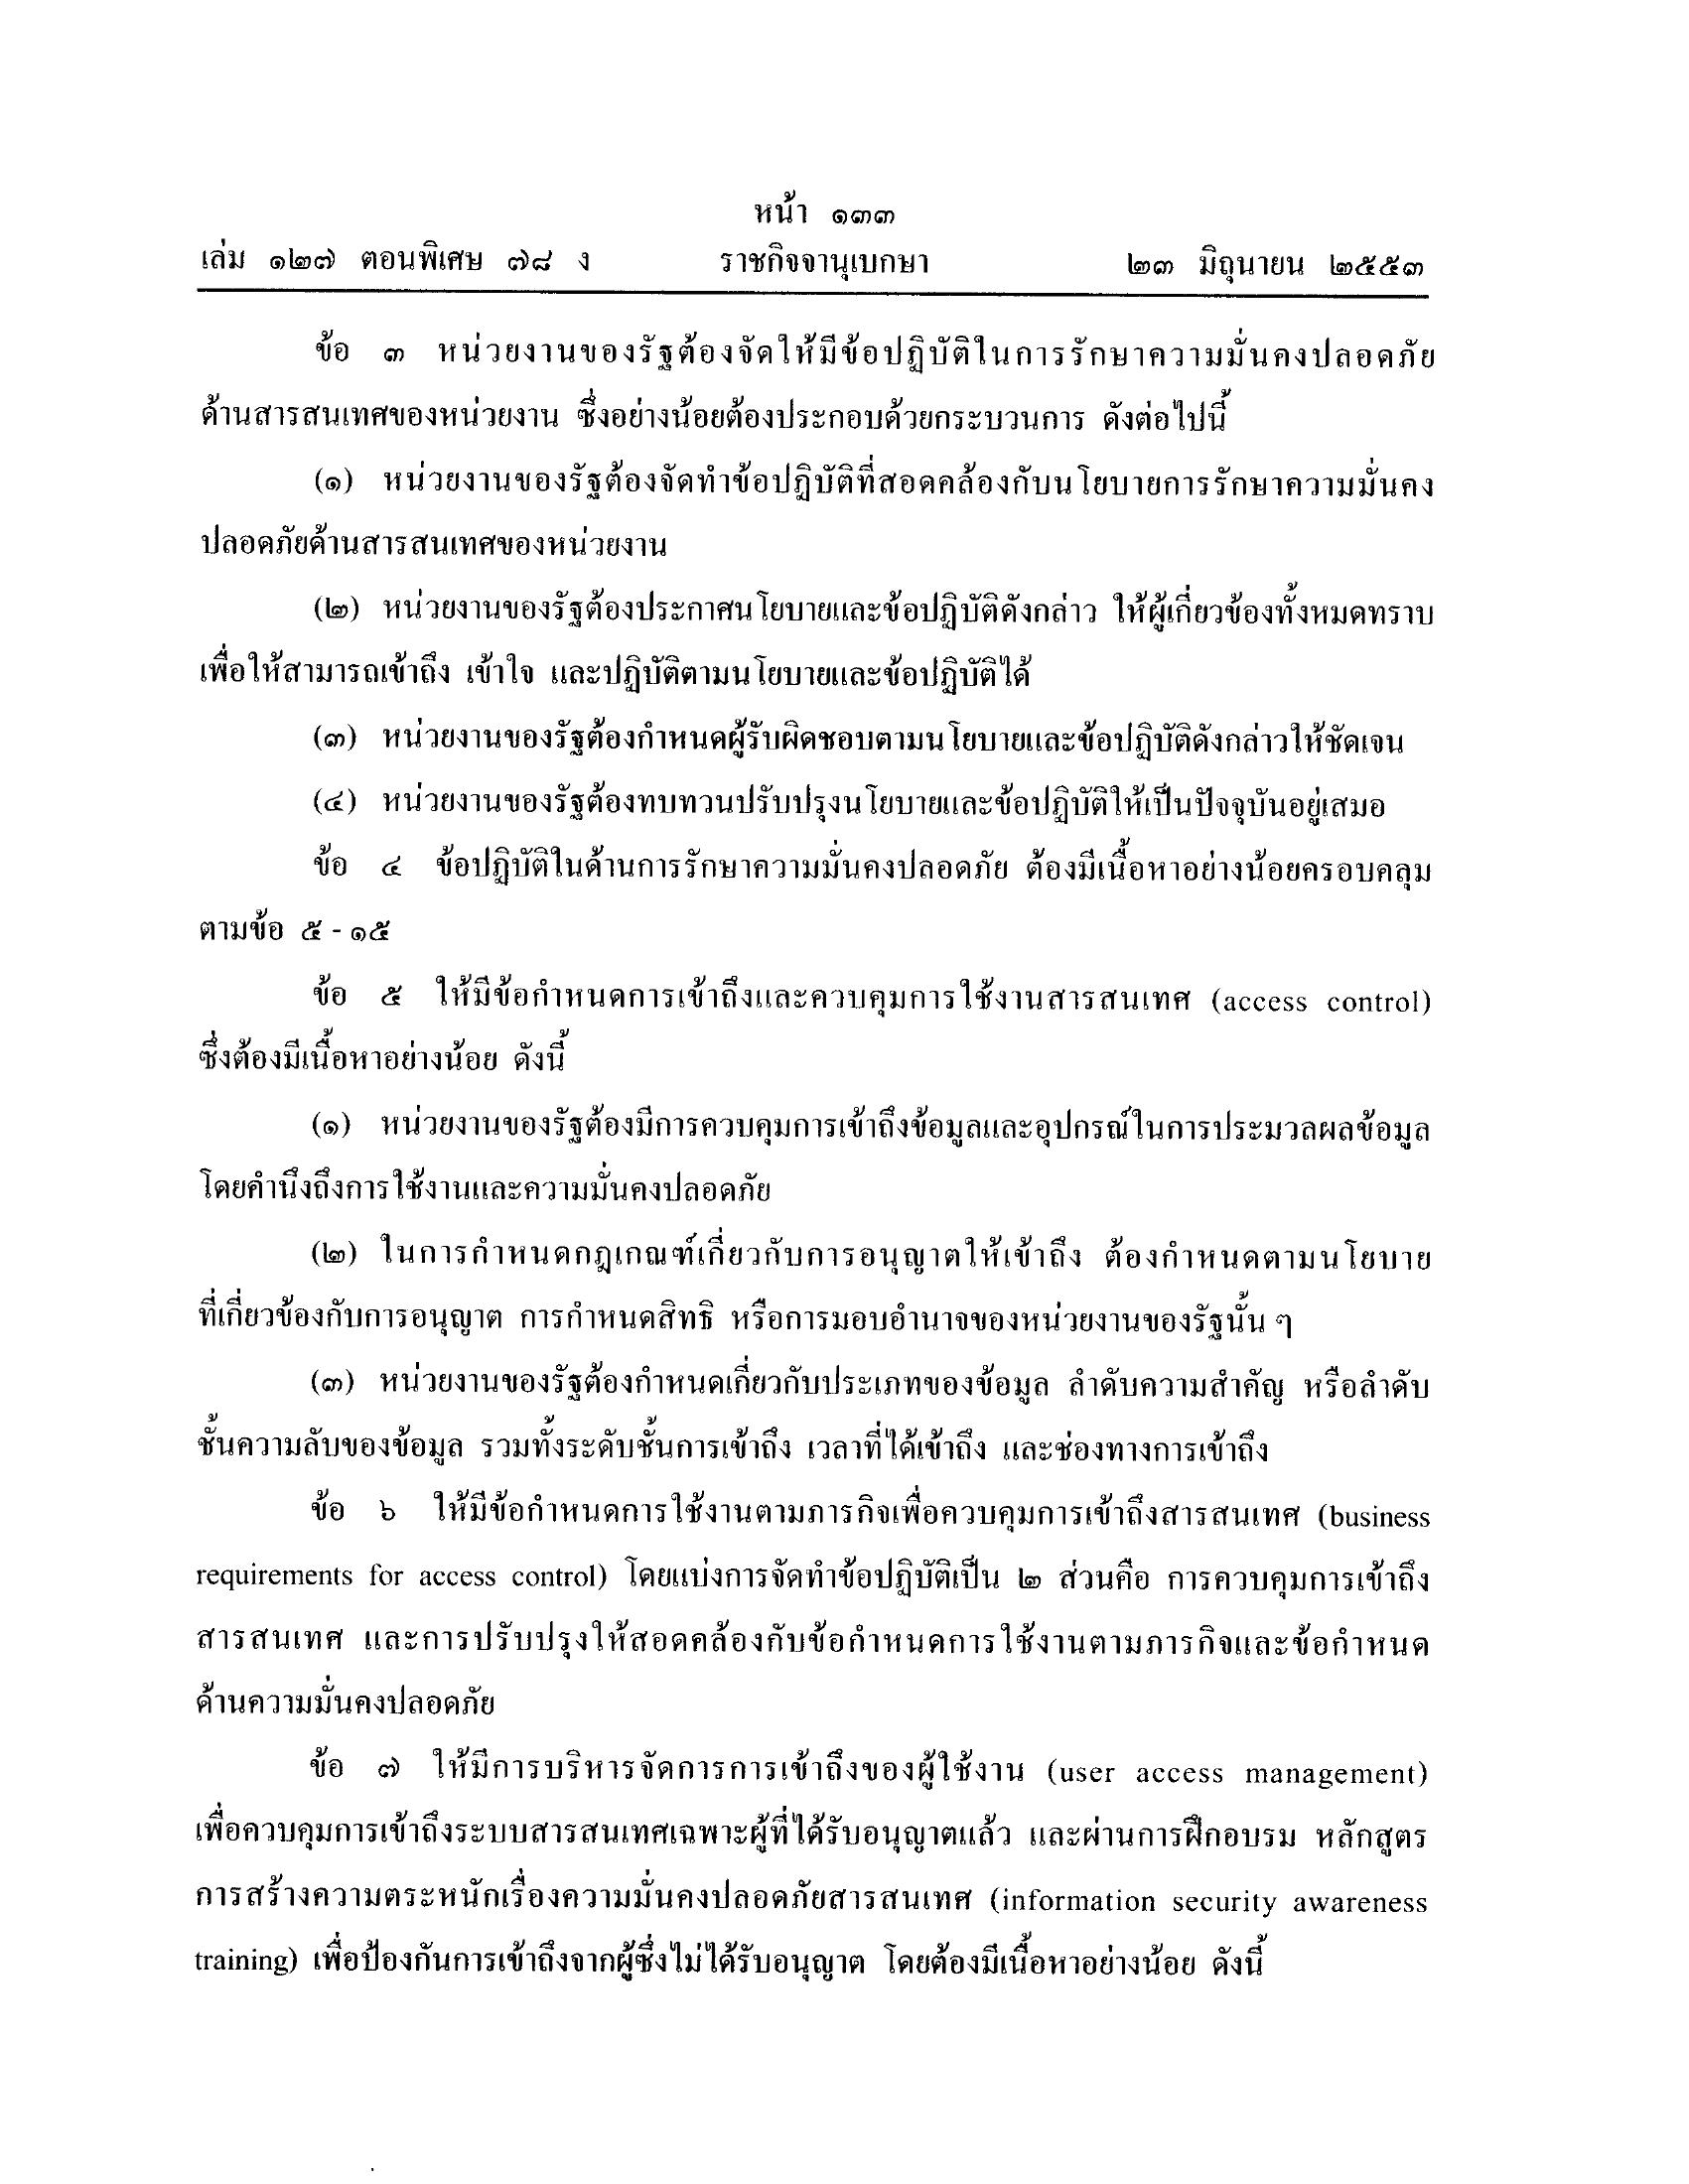 หน้า ๑๓๓
เล่ม ๑๒๗ ตอนพิเศษ ๗๘ ง ราชกิจจานุเบกษา ๒๓ มิถุนายน ๒๕๕๓
ข้อ ๓ หน่วยงานของรัฐต้องจัดให้มีข้อปฏิบัติในการรักษาความมั่นคงปลอดภัย
ด้านสารสนเทศของหน่วยงาน ซึ่งอย่างน้อยต้องประกอบด้วยกระบวนการ ดังต่อไปนี้
(๑) หน่วยงานของรัฐต้องจัดทำข้อปฏิบัติที่สอดคล้องกับนโยบายการรักษาความมั่นคง
ปลอดภัยด้านสารสนเทศของหน่วยงาน
(๒) หน่วยงานของรัฐต้องประกาศนโยบายและข้อปฏิบัติดังกล่าว ให้ผู้เกี่ยวข้องทั้งหมดทราบ
เพื่อให้สามารถเข้าถึง เข้าใจ และปฏิบัติตามนโยบายและข้อปฏิบัติได้
(๓) หน่วยงานของรัฐต้องกำหนดผู้รับผิดชอบตามนโยบายและข้อปฏิบัติดังกล่าวให้ชัดเจน
(๔) หน่วยงานของรัฐต้องทบทวนปรับปรุงนโยบายและข้อปฏิบัติให้เป็นปัจจุบันอยู่เสมอ
ข้อ ๔ ข้อปฏิบัติในด้านการรักษาความมั่นคงปลอดภัย ต้องมีเนื้อหาอย่างน้อยครอบคลุม
ตามข้อ ๕ - ๑๕
ข้อ ๕ ให้มีข้อกำหนดการเข้าถึงและควบคุมการใช้งานสารสนเทศ (access control)
ซึ่งต้องมีเนื้อหาอย่างน้อย ดังนี้
(๑) หน่วยงานของรัฐต้องมีการควบคุมการเข้าถึงข้อมูลและอุปกรณ์ในการประมวลผลข้อมูล
โดยคำนึงถึงการใช้งานและความมั่นคงปลอดภัย
(๒) ในการกำหนดกฎเกณฑ์เกี่ยวกับการอนุญาตให้เข้าถึง ต้องกำหนดตามนโยบาย
ที่เกี่ยวข้องกับการอนุญาต การกำหนดสิทธิ หรือการมอบอำนาจของหน่วยงานของรัฐนั้น ๆ
(๓) หน่วยงานของรัฐต้องกำหนดเกี่ยวกับประเภทของข้อมูล ลำดับความสำคัญ หรือลำดับ
ชั้นความลับของข้อมูล รวมทั้งระดับชั้นการเข้าถึง เวลาที่ได้เข้าถึง และช่องทางการเข้าถึง
ข้อ ๖ ให้มีข้อกำหนดการใช้งานตามภารกิจเพื่อควบคุมการเข้าถึงสารสนเทศ (business
requirements for access control) โดยแบ่งการจัดทำข้อปฏิบัติเป็น ๒ ส่วนคือ การควบคุมการเข้าถึง
สารสนเทศ และการปรับปรุงให้สอดคล้องกับข้อกำหนดการใช้งานตามภารกิจและข้อกำหนด
ด้านความมั่นคงปลอดภัย
ข้อ ๗ ให้มีการบริหารจัดการการเข้าถึงของผู้ใช้งาน (user access management)
เพื่อควบคุมการเข้าถึงระบบสารสนเทศเฉพาะผู้ที่ได้รับอนุญาตแล้ว และผ่านการฝึกอบรม หลักสูตร
การสร้างความตระหนักเรื่องความมั่นคงปลอดภัยสารสนเทศ (information security awareness
training) เพื่อป้องกันการเข้าถึงจากผู้ซึ่งไม่ได้รับอนุญาต โดยต้องมีเนื้อหาอย่างน้อย ดังนี้